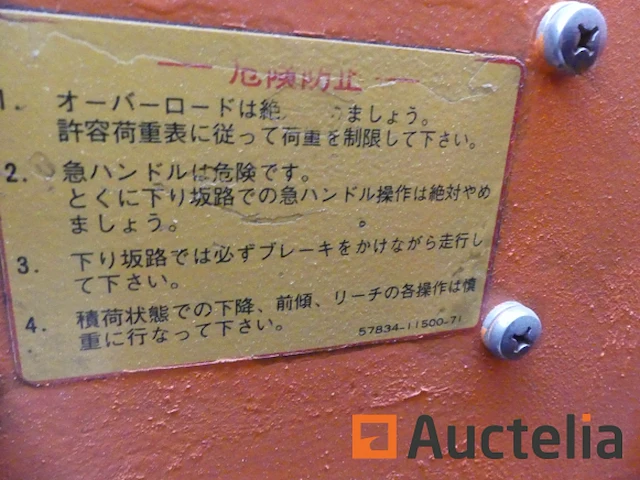 危険防止
1. オーバーロードは絶 ましょう。
許容荷重表に従って荷重を制限して下さい。
2. 急ハンドルは危険です。
とくに下り坂路での急ハンドル操作は絶対やめ
ましょう。
3. 下り坂路では必ずブレーキをかけながら走行し
て下さい。
4. 積荷状態での下降、前傾、リーチの各操作は慎
重に行なって下さい。
57834-11500-71
Auctelia